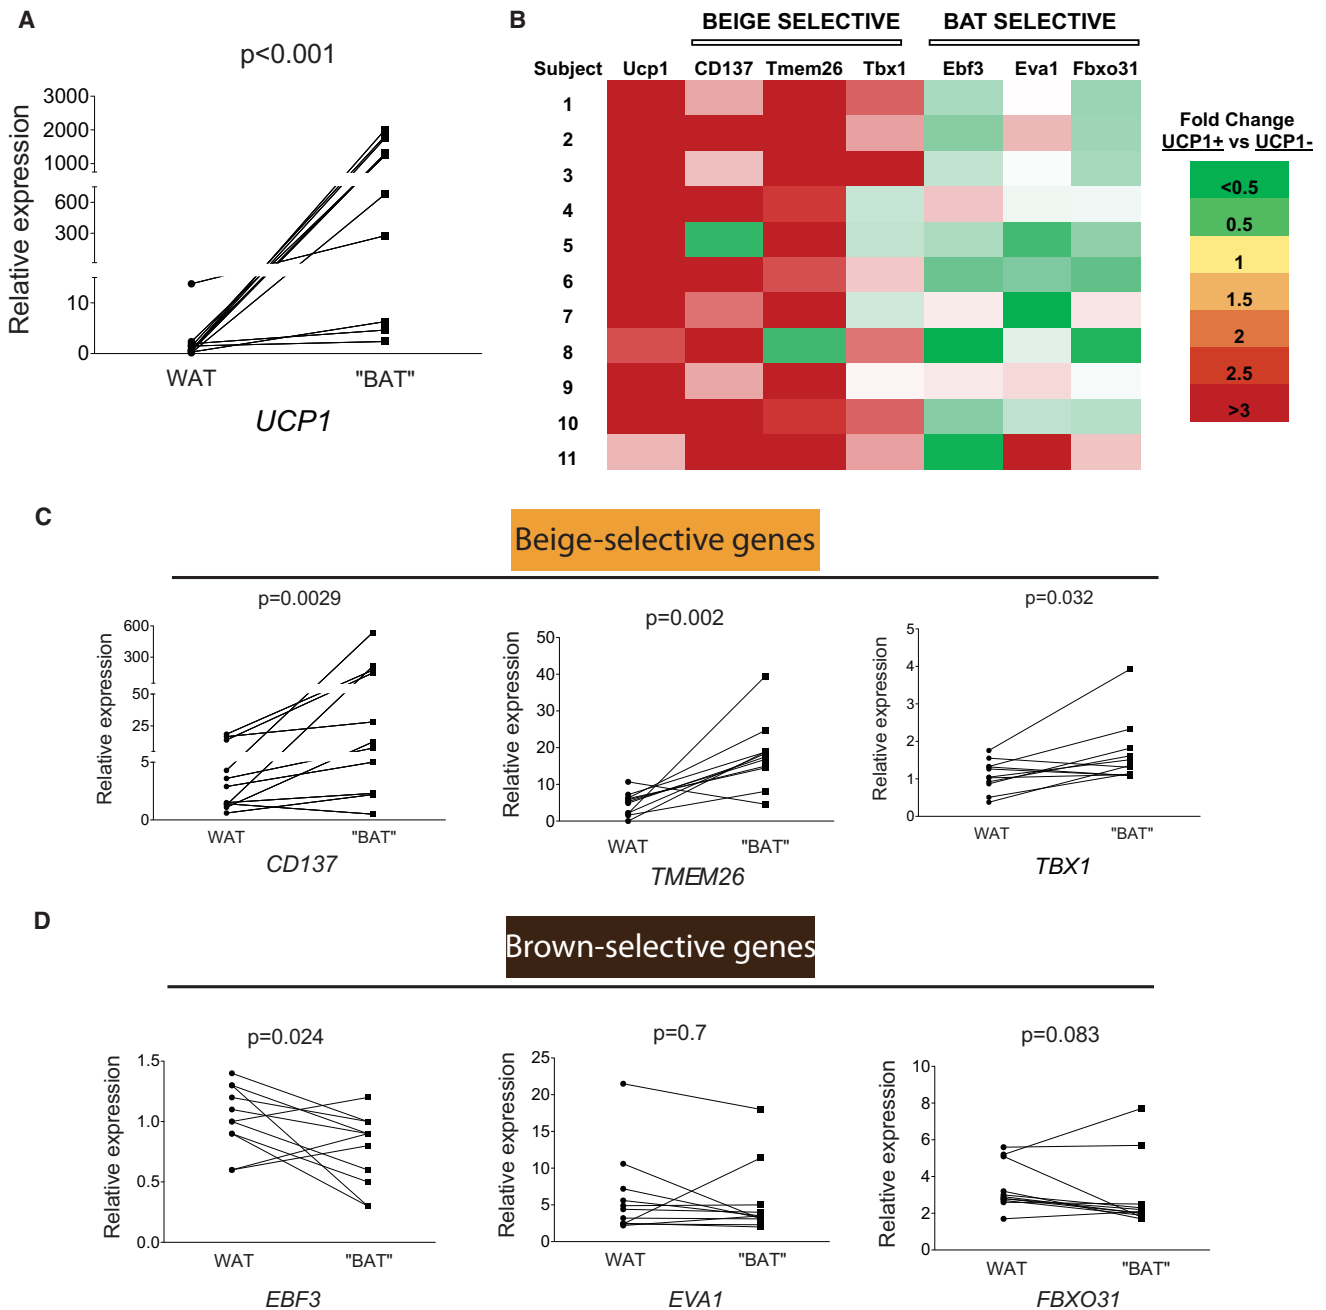 A
p<0.001
Relative expression
3000
2000
1000
600
300
10
0
WAT
"BAT"
UCP1
B
BEIGE SELECTIVE
BAT SELECTIVE
Subject Ucp1 CD137 Tmem26 Tbx1 Ebf3 Eva1 Fbxo31
1
2
3
4
5
6
7
8
9
10
11
Fold Change
UCP1+ vs UCP1-
<0.5
0.5
1
1.5
2
2.5
>3
C
Beige-selective genes
p=0.0029
Relative expression
600
300
50
25
5
0
WAT
"BAT"
CD137
p=0.002
Relative expression
50
40
30
20
10
0
WAT
"BAT"
TMEM26
p=0.032
Relative expression
5
4
3
2
1
0
WAT
"BAT"
TBX1
D
Brown-selective genes
p=0.024
Relative expression
1.5
1.0
0.5
0.0
WAT
"BAT"
EBF3
p=0.7
Relative expression
25
20
15
10
5
0
WAT
"BAT"
EVA1
p=0.083
Relative expression
10
8
6
4
2
0
WAT
"BAT"
FBXO31